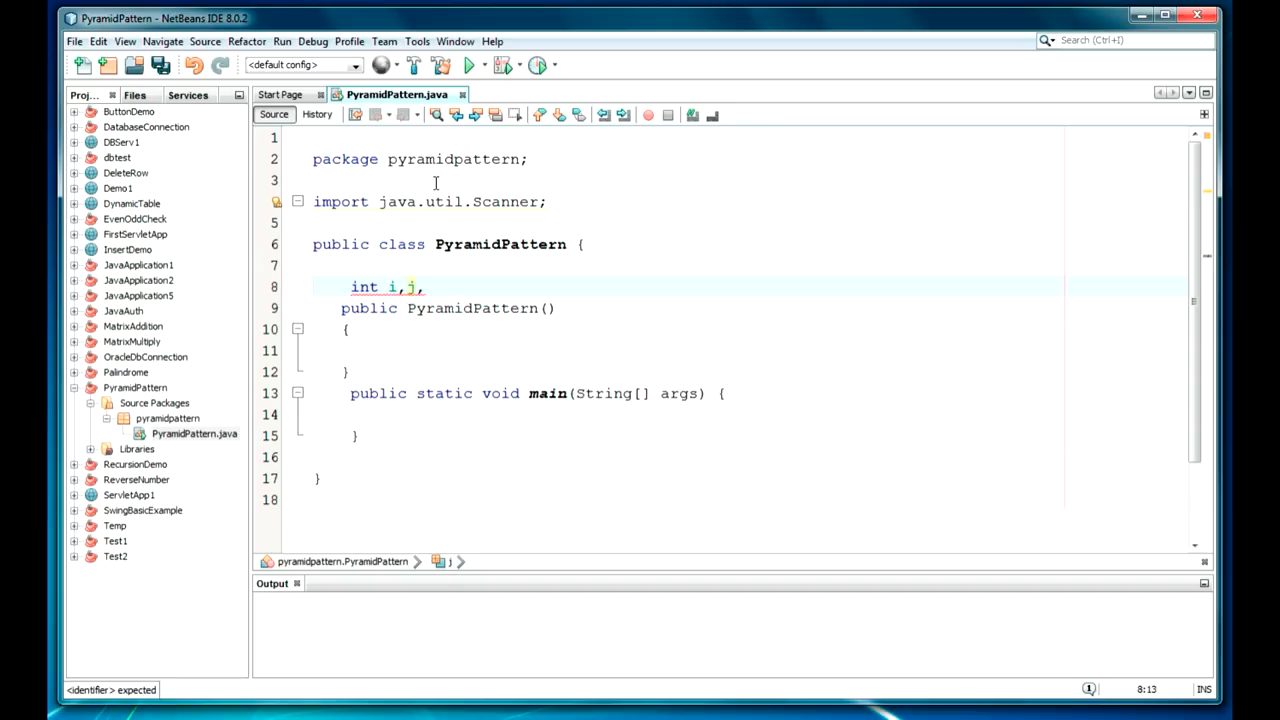 PyramidPattern - NetBeans IDE 8.0.2
File Edit View Navigate Source Refactor Run Debug Profile Team Tools Window Help
Search (Ctrl+I)
<default config>
Proj... Files Services
Start Page PyramidPattern.java
Source History
ButtonDemo
DatabaseConnection
DBServ1
dbtest
DeleteRow
Demo1
DynamicTable
EvenOddCheck
FirstServletApp
InsertDemo
JavaApplication1
JavaApplication2
JavaApplication5
JavaAuth
MatrixAddition
MatrixMultiply
OracleDbConnection
Palindrome
PyramidPattern
Source Packages
pyramidpattern
PyramidPattern.java
Libraries
RecursionDemo
ReverseNumber
ServletApp1
SwingBasicExample
Temp
Test1
Test2
1
2 package pyramidpattern;
3
4 import java.util.Scanner;
5
6 public class PyramidPattern {
7
8 int i,j,
9 public PyramidPattern()
10 {
11
12 }
13 public static void main(String[] args) {
14
15 }
16
17 }
18
pyramidpattern.PyramidPattern j
Output
<identifier> expected
1
8:13
INS